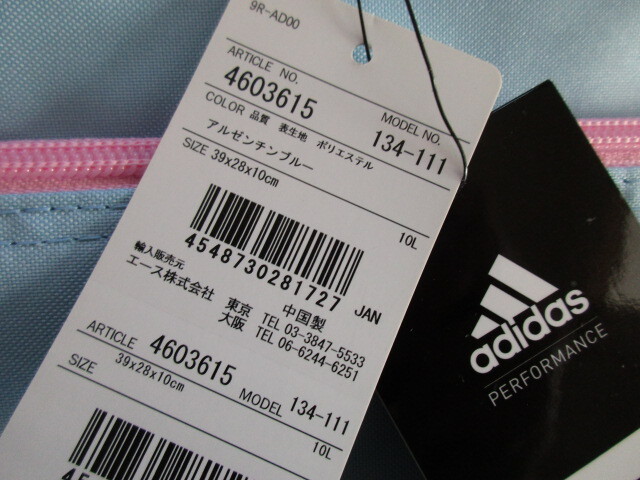 9R-AD00
ARTICLE NO.
4603615
MODEL NO.
134-111
COLOR 品質 表生地 ポリエステル
アルゼンチンブルー
SIZE 39x28x10cm
10L
4548730281727 JAN
輸入販売元
中国製
エース株式会社 東京 TEL 03-3847-5533
大阪 TEL 06-6244-6251
ARTICLE 4603615
MODEL 134-111
SIZE 39x28x10cm
10L
adidas
PERFORMANCE